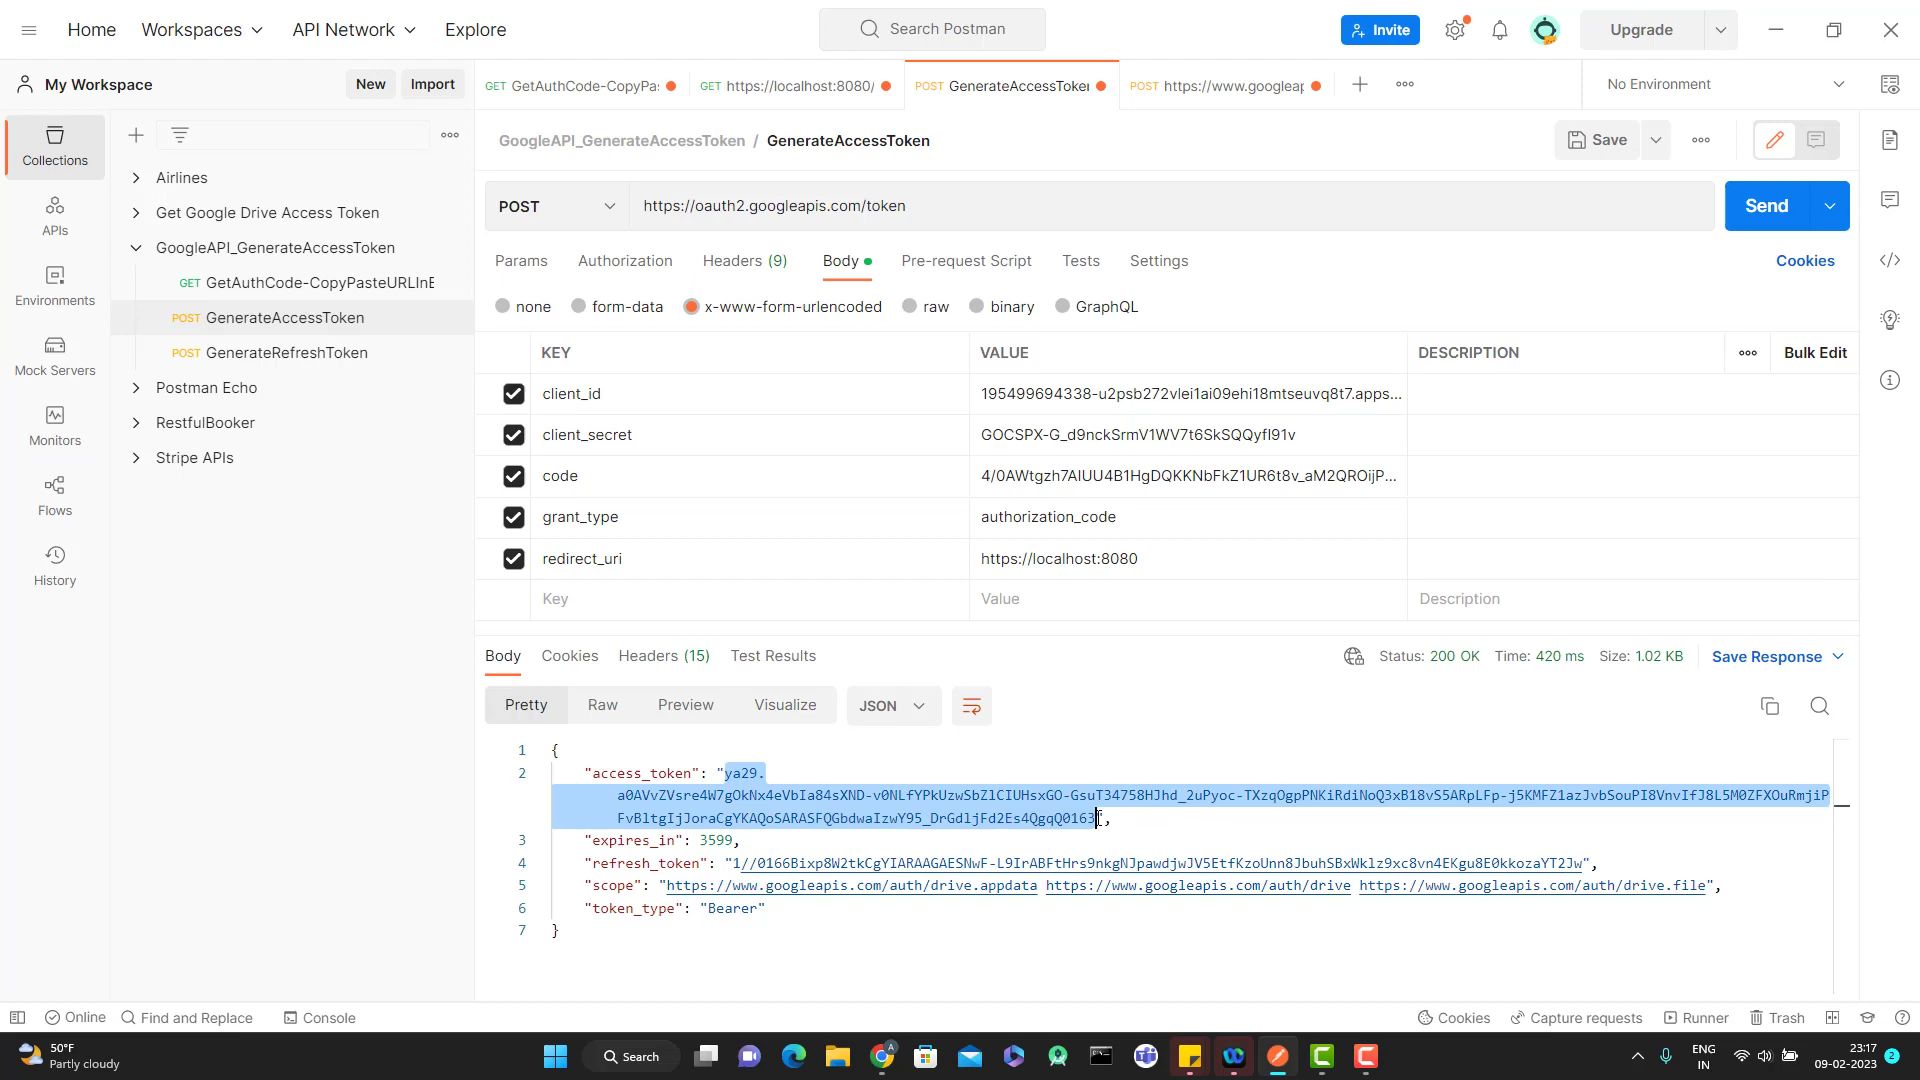 Home Workspaces API Network Explore Search Postman Invite Upgrade
My Workspace New Import GET GetAuthCode-CopyPa: GET https://localhost:8080/ POST GenerateAccessToke POST https://www.googleap No Environment
GoogleAPI_GenerateAccessToken / GenerateAccessToken Save
Collections
APIs
Environments
Mock Servers
Monitors
Flows
History
Airlines
Get Google Drive Access Token
GoogleAPI_GenerateAccessToken
GET GetAuthCode-CopyPasteURLInE
POST GenerateAccessToken
POST GenerateRefreshToken
Postman Echo
RestfulBooker
Stripe APIs
POST https://oauth2.googleapis.com/token Send
Params Authorization Headers (9) Body Pre-request Script Tests Settings Cookies
none form-data x-www-form-urlencoded raw binary GraphQL
KEY VALUE DESCRIPTION Bulk Edit
client_id 195499694338-u2psb272vlei1ai09ehi18mtseuvq8t7.apps...
client_secret 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
code 4/0AWtgzh7AIUU4B1HgDQKKNbFkZ1UR6t8v_aM2QROijP...
grant_type authorization_code
redirect_uri https://localhost:8080
Key Value Description
Body Cookies Headers (15) Test Results Status: 200 OK Time: 420 ms Size: 1.02 KB Save Response
Pretty Raw Preview Visualize JSON
1 {
2 "access_token": "ya29.
a0AVvZVsre4W7gOkNx4eVbIa84sXND-v0NLfYPkUzwSbZlCIUHsxGO-GsuT34758HJhd_2uPyoc-TXzqOgpPNKiRdiNoQ3xB18vS5ARpLFp-j5KMFZ1azJvbSouPI8VnvIfJ8L5M0ZFXOuRmjiP
FvBltgIjJoraCgYKAQoSARASFQGbdwaIzwY95_DrGdljFd2Es4QgqQ0163",
3 "expires_in": 3599,
4 "refresh_token": "1//0166Bixp8W2tkCgYIARAAGAESNwF-L9IrABFtHrs9nkgNJpawdjwJV5EtfKzoUnn8JbuhSBxWklz9xc8vn4EKgu8E0kkozaYT2Jw",
5 "scope": "https://www.googleapis.com/auth/drive.appdata https://www.googleapis.com/auth/drive https://www.googleapis.com/auth/drive.file",
6 "token_type": "Bearer"
7 }
Online Find and Replace Console Cookies Capture requests Runner Trash
50°F
Partly cloudy
Search
ENG
IN
23:17
09-02-2023
2